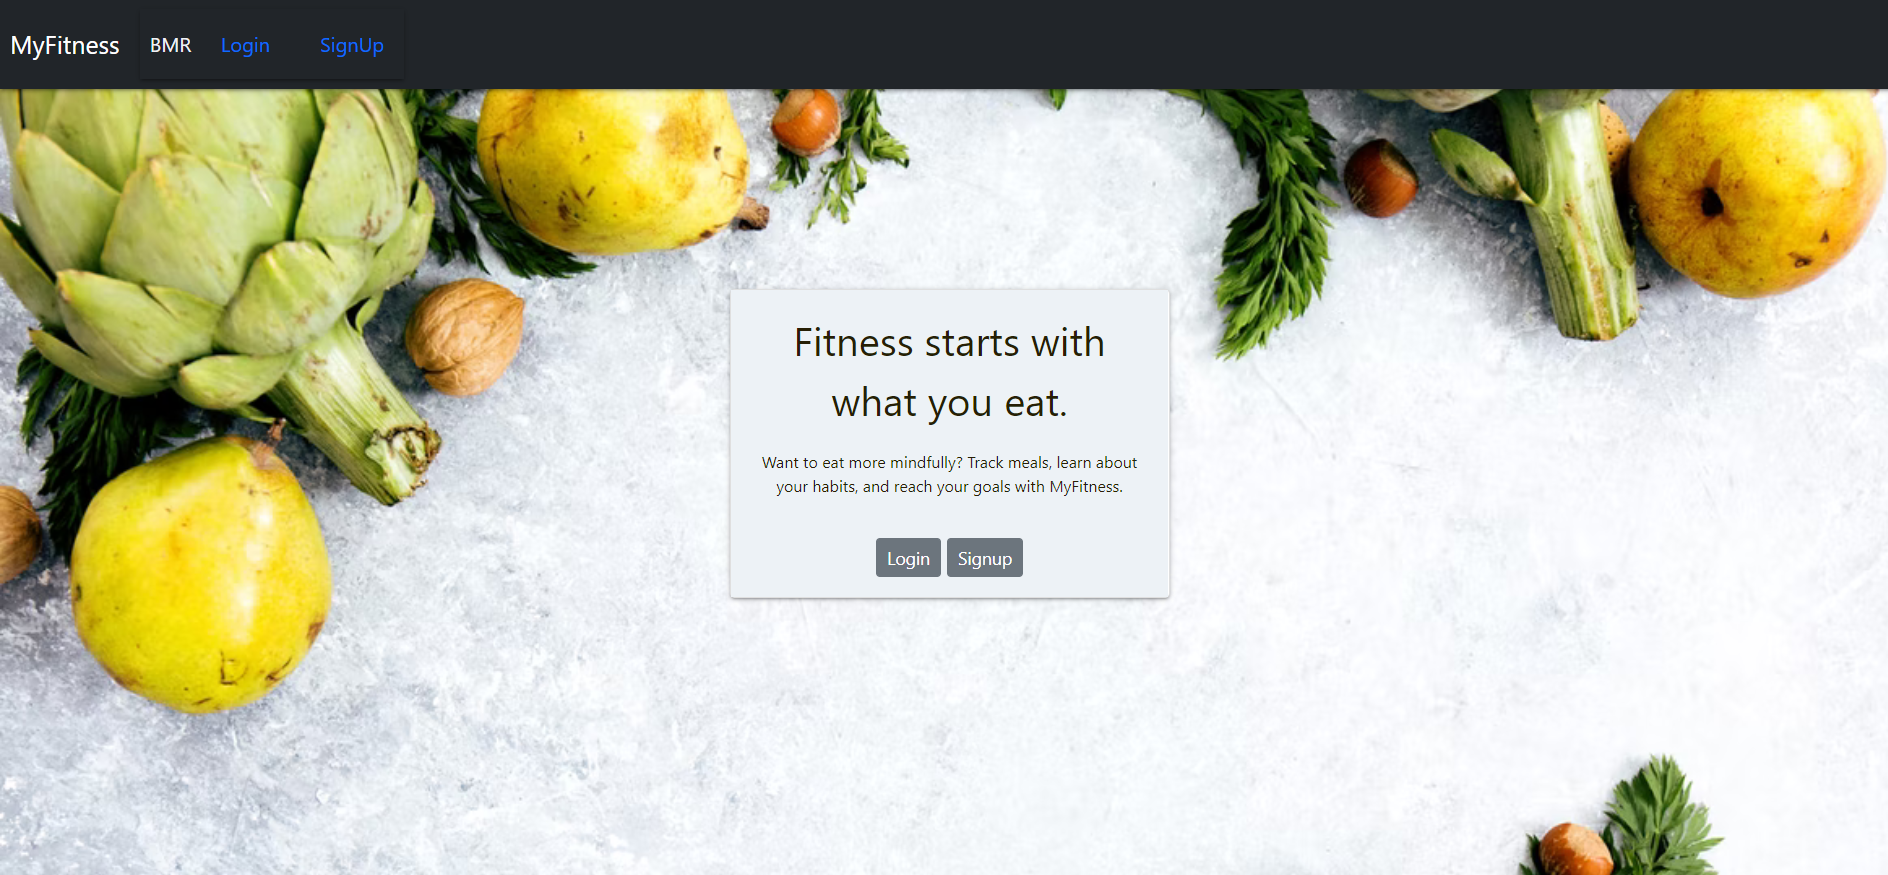 MyFitness BMR Login SignUp
Fitness starts with
what you eat.
Want to eat more mindfully? Track meals, learn about
your habits, and reach your goals with MyFitness.
Login Signup